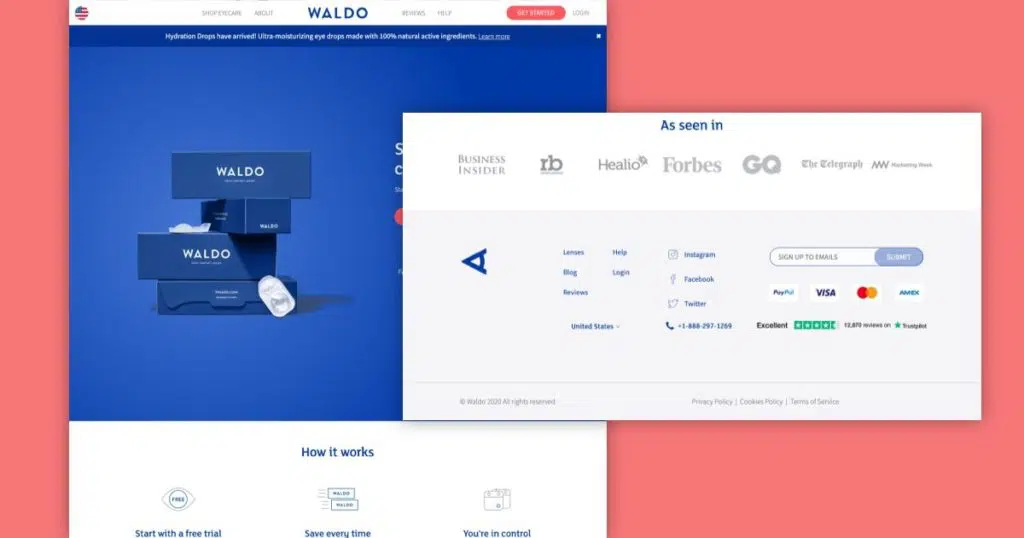 SHOP EYECARE ABOUT WALDO REVIEWS HELP GET STARTED LOGIN
Hydration Drops have arrived! Ultra-moisturizing eye drops made with 100% natural active ingredients. Learn more
WALDO
WALDO
WALDO
How it works
FREE
WALDO
WALDO
Start with a free trial
Save every time
You're in control
As seen in
BUSINESS
INSIDER
rb
Healio
Forbes
GQ
The Telegraph
Marketing Week
Lenses
Blog
Reviews
Help
Login
United States
Instagram
Facebook
Twitter
+1-888-297-1269
SIGN UP TO EMAILS SUBMIT
PayPal VISA AMEX
Excellent 12,870 reviews on Trustpilot
© Waldo 2020 All rights reserved
Privacy Policy | Cookies Policy | Terms of Service